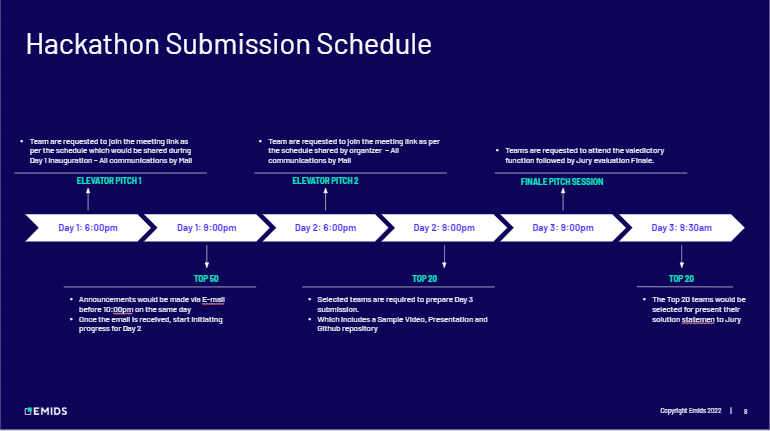 Hackathon Submission Schedule
• Team are requested to join the meeting link as
per the schedule which would be shared during
Day 1 Inauguration – All communications by Mail
ELEVATOR PITCH 1
• Team are requested to join the meeting link as per
the schedule shared by organizer – All
communications by Mail
ELEVATOR PITCH 2
• Teams are requested to attend the valedictory
function followed by Jury evaluation Finale.
FINALE PITCH SESSION
Day 1: 6:00pm
Day 1: 9:00pm
Day 2: 6:00pm
Day 2: 9:00pm
Day 3: 9:00pm
Day 3: 9:30am
TOP 50
• Announcements would be made via E-mail
before 10:00pm on the same day
• Once the email is received, start initiating
progress for Day 2
TOP 20
• Selected teams are required to prepare Day 3
submission.
• Which includes a Sample Video, Presentation and
Github repository
TOP 20
• The Top 20 teams would be
selected for present their
solution statemen to Jury
EMIDS
Copyright Emids 2022 | 8